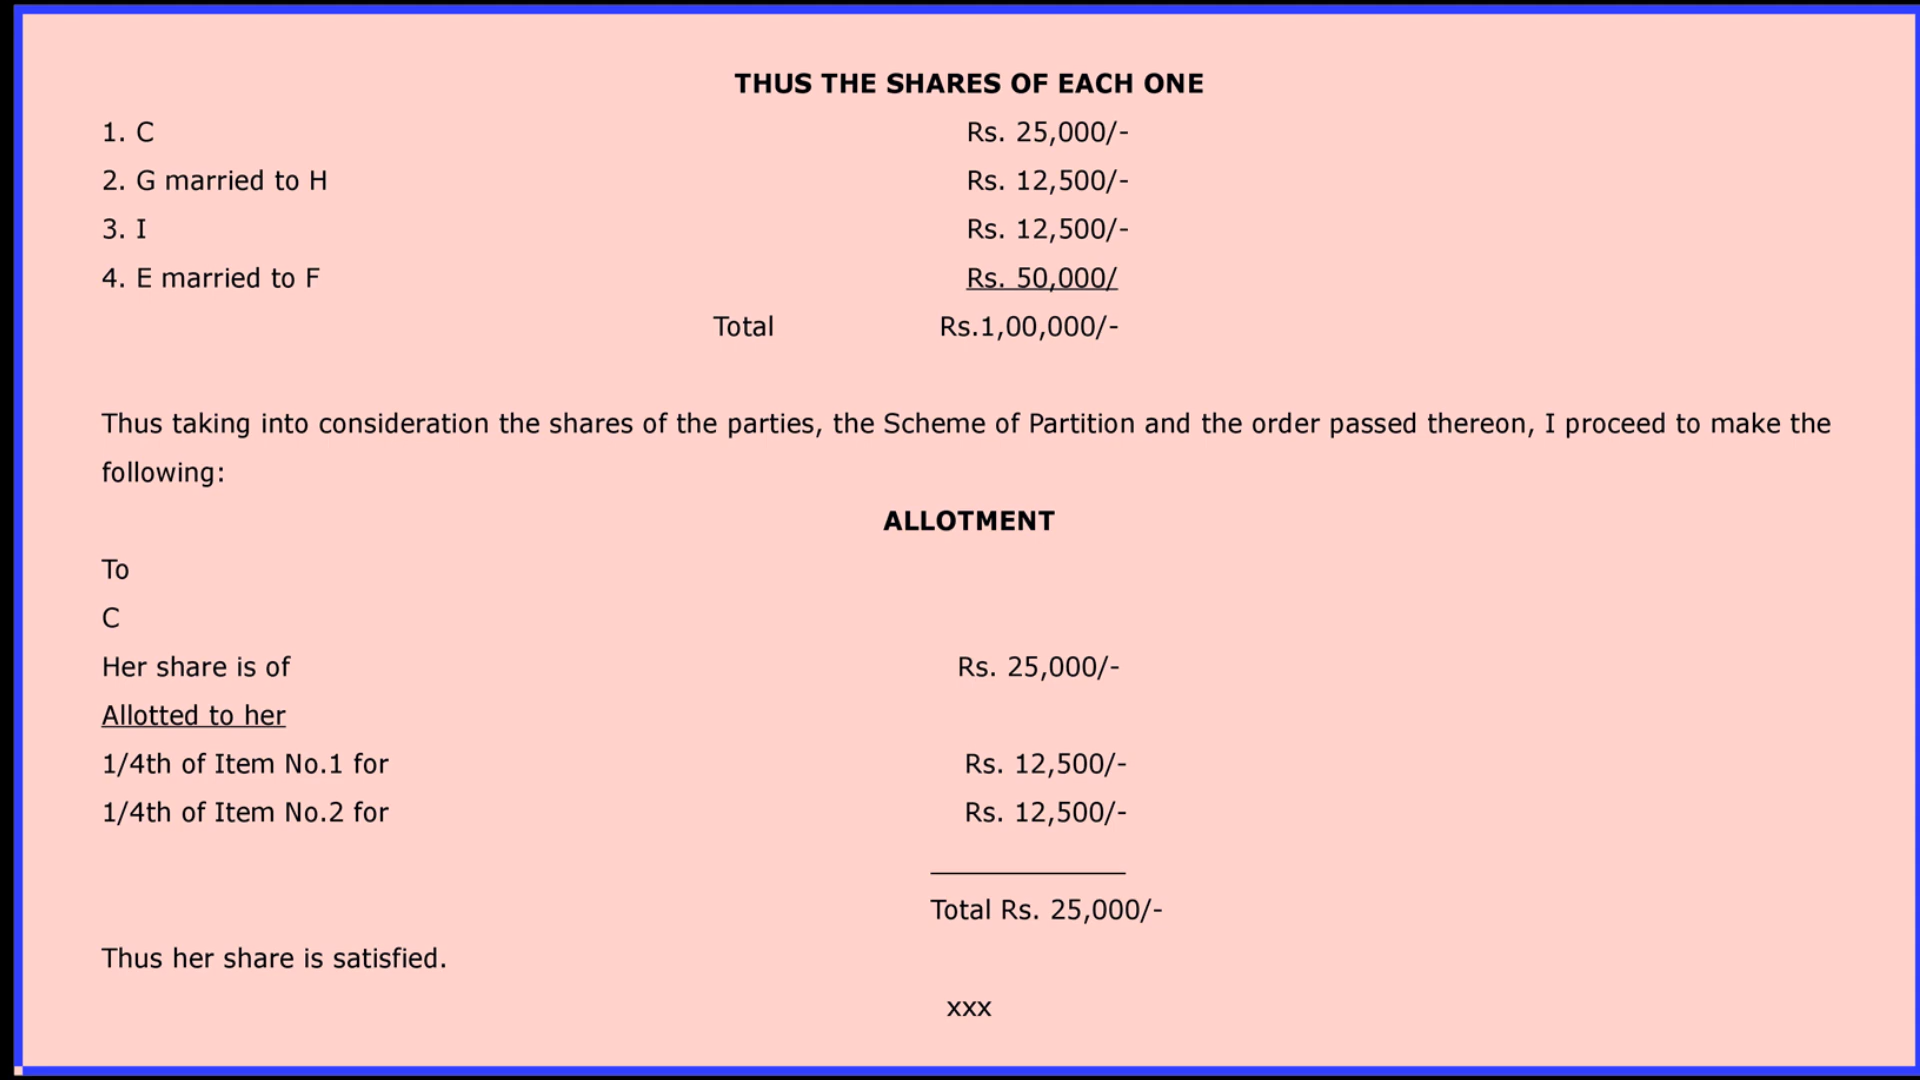 THUS THE SHARES OF EACH ONE
1. C Rs. 25,000/-
2. G married to H Rs. 12,500/-
3. I Rs. 12,500/-
4. E married to F Rs. 50,000/
Total Rs.1,00,000/-
Thus taking into consideration the shares of the parties, the Scheme of Partition and the order passed thereon, I proceed to make the
following:
ALLOTMENT
To
C
Her share is of Rs. 25,000/-
Allotted to her
1/4th of Item No.1 for Rs. 12,500/-
1/4th of Item No.2 for Rs. 12,500/-
Total Rs. 25,000/-
Thus her share is satisfied.
xxx